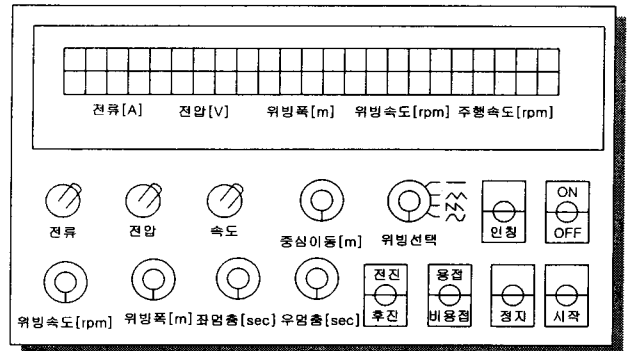 전류[A] 전압[V] 위빙폭[m] 위빙속도[rpm] 주행속도[rpm]
전류 전압 속도 중심이동[m] 위빙선택 인칭 ON OFF
위빙속도[rpm] 위빙폭[m] 좌멈춤{sec} 우멈춤{sec} 전진 후진 용접 비용접 정자 시작